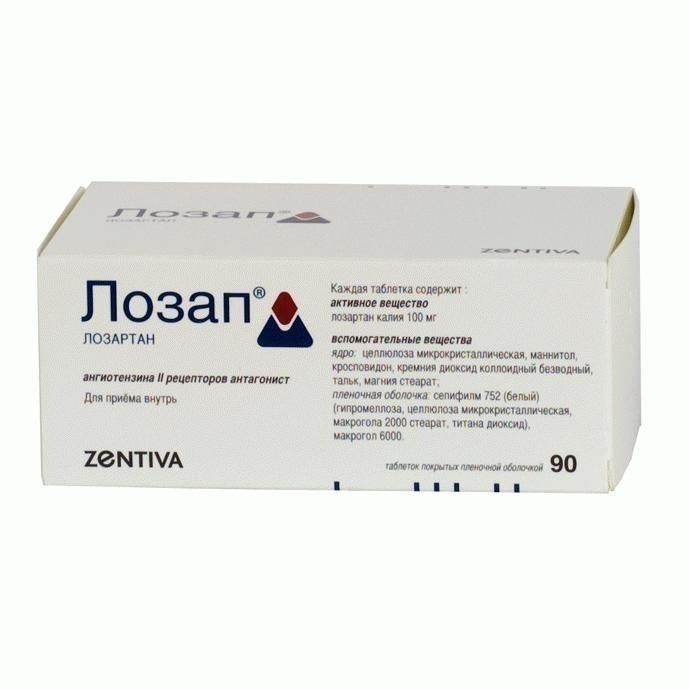 Лозап®
ЛОЗАРТАН
ZENTIVA
Лозап®
ЛОЗАРТАН
ангиотензина II рецепторов антагонист
Для приёма внутрь
ZENTIVA
Каждая таблетка содержит :
активное вещество
лозартан калия 100 мг
вспомогательные вещества
ядро: целлюлоза микрокристаллическая, маннитол,
кросповидон, кремния диоксид коллоидный безводный,
тальк, магния стеарат;
пленочная оболочка: сепифилм 752 (белый)
(гипромеллоза, целлюлоза микрокристаллическая,
макрогола 2000 стеарат, титана диоксид),
макрогол 6000.
таблеток покрытых пленочной оболочкой 90